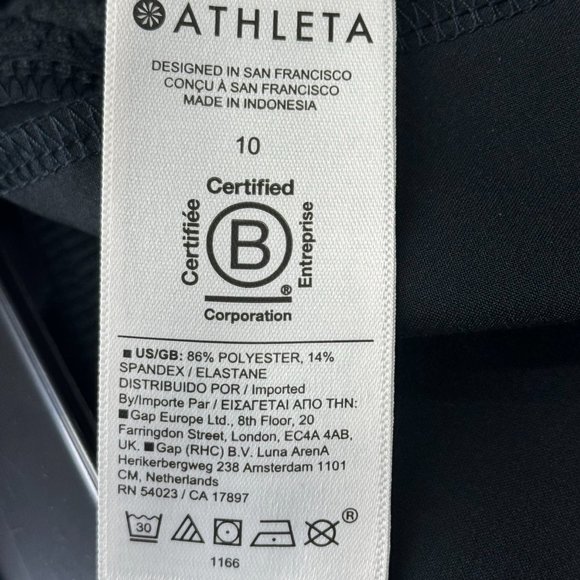 ATHLETA
DESIGNED IN SAN FRANCISCO
CONÇU À SAN FRANCISCO
MADE IN INDONESIA
10
Certified
Certifiée
B
Entreprise
®
Corporation
US/GB: 86% POLYESTER, 14%
SPANDEX / ELASTANE
DISTRIBUIDO POR / Imported
By/Importe Par / ΕΙΣΑΓΕΤΑΙ ΑΠΟ ΤΗΝ:
Gap Europe Ltd., 8th Floor, 20
Farringdon Street, London, EC4A 4AB,
UK. Gap (RHC) B.V. Luna ArenA
Herikerbergweg 238 Amsterdam 1101
CM, Netherlands
RN 54023 / CA 17897
30
®
1166